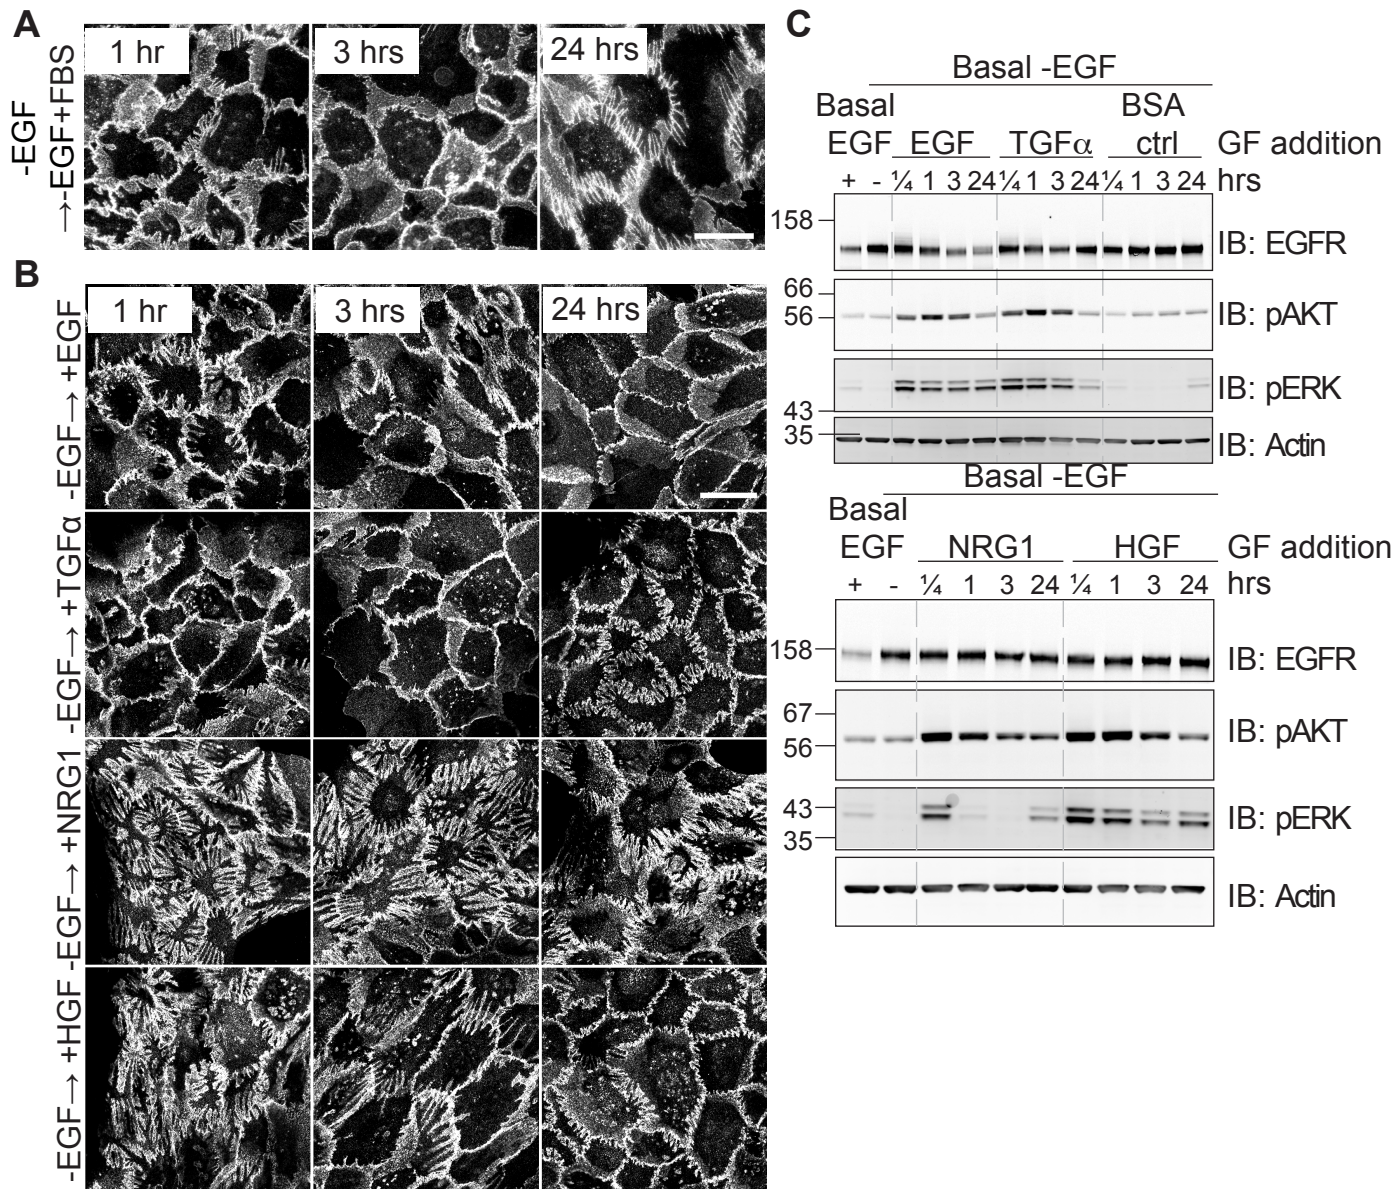 A
-EGF
→-EGF+FBS
1 hr
3 hrs
24 hrs
B
-EGF→ +EGF
1 hr
3 hrs
24 hrs
-EGF→ +TGFα
-EGF→ +NRG1
-EGF→ +HGF
C
Basal -EGF
Basal
BSA
EGF EGF TGFα ctrl GF addition
+ - ¼ 1 3 24 ¼ 1 3 24 ¼ 1 3 24 hrs
158
IB: EGFR
66
56
IB: pAKT
IB: pERK
43
35
IB: Actin
Basal -EGF
Basal
EGF NRG1 HGF GF addition
+ - ¼ 1 3 24 ¼ 1 3 24 hrs
158
IB: EGFR
67
56
IB: pAKT
43
35
IB: pERK
IB: Actin